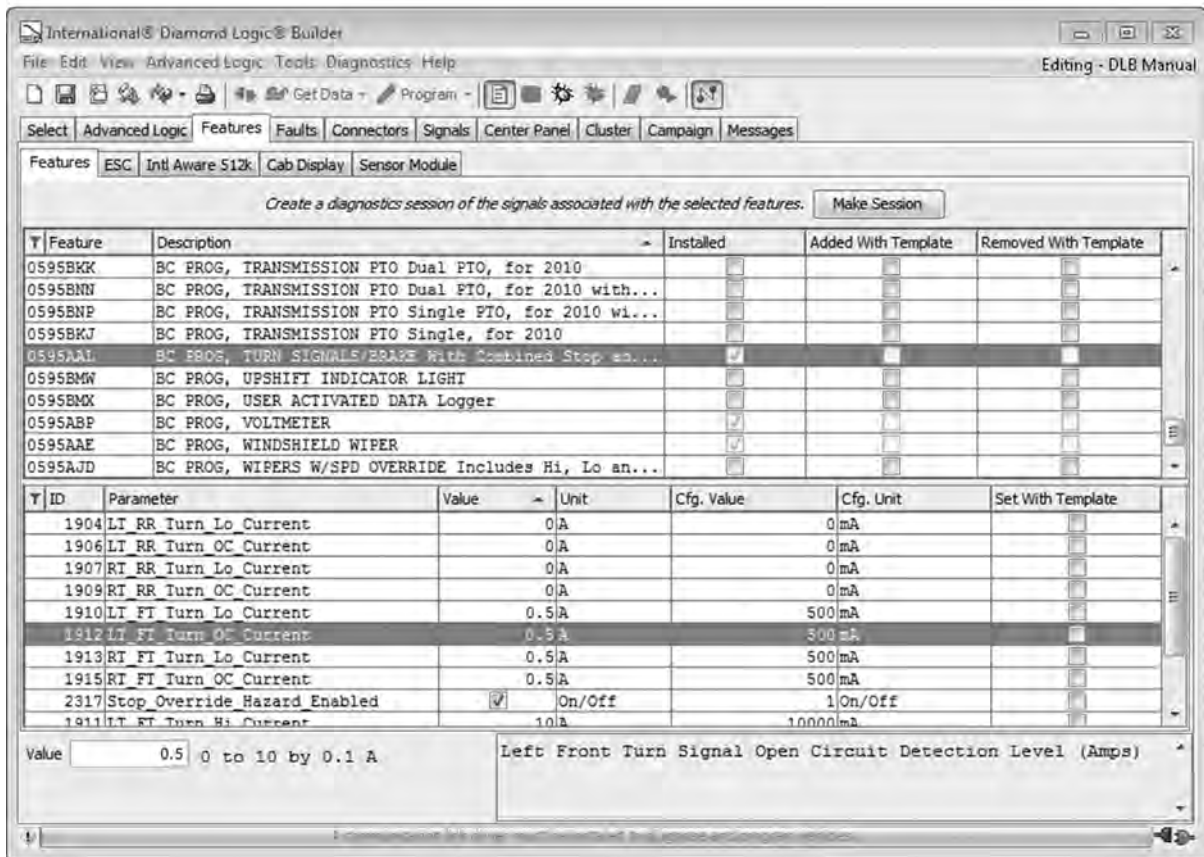 International® Diamond Logic® Builder
File Edit View Advanced Logic Tools Diagnostics Help
Editing - DLB Manual
Get Data Program
Select Advanced Logic Features Faults Connectors Signals Center Panel Cluster Campaign Messages
Features ESC Intl Aware 512k Cab Display Sensor Module
Create a diagnostics session of the signals associated with the selected features. Make Session
Feature Description Installed Added With Template Removed With Template
0595BKK BC PROG, TRANSMISSION PTO Dual PTO, for 2010
0595BNN BC PROG, TRANSMISSION PTO Dual PTO, for 2010 with...
0595BNP BC PROG, TRANSMISSION PTO Single PTO, for 2010 wi...
0595BKJ BC PROG, TRANSMISSION PTO Single, for 2010
0595AAL BC PROG, TURN SIGNALS/BRAKE With Combined Stop an...
0595BMW BC PROG, UPSHIFT INDICATOR LIGHT
0595BMX BC PROG, USER ACTIVATED DATA Logger
0595ABP BC PROG, VOLTMETER
0595AAE BC PROG, WINDSHIELD WIPER
0595AJD BC PROG, WIPERS W/SPD OVERRIDE Includes Hi, Lo an...
ID Parameter Value Unit Cfg. Value Cfg. Unit Set With Template
1904 LT_RR_Turn_Lo_Current 0 A 0 mA
1906 LT_RR_Turn_OC_Current 0 A 0 mA
1907 RT_RR_Turn_Lo_Current 0 A 0 mA
1909 RT_RR_Turn_OC_Current 0 A 0 mA
1910 LT_FT_Turn_Lo_Current 0.5 A 500 mA
1912 LT_FT_Turn_OC_Current 0.5 A 500 mA
1913 RT_FT_Turn_Lo_Current 0.5 A 500 mA
1915 RT_FT_Turn_OC_Current 0.5 A 500 mA
2317 Stop_Override_Hazard_Enabled On/Off 1 On/Off
1911 LT_FT_Turn_Hi_Current 10 A 10000 mA
Value 0.5 0 to 10 by 0.1 A
Left Front Turn Signal Open Circuit Detection Level (Amps)